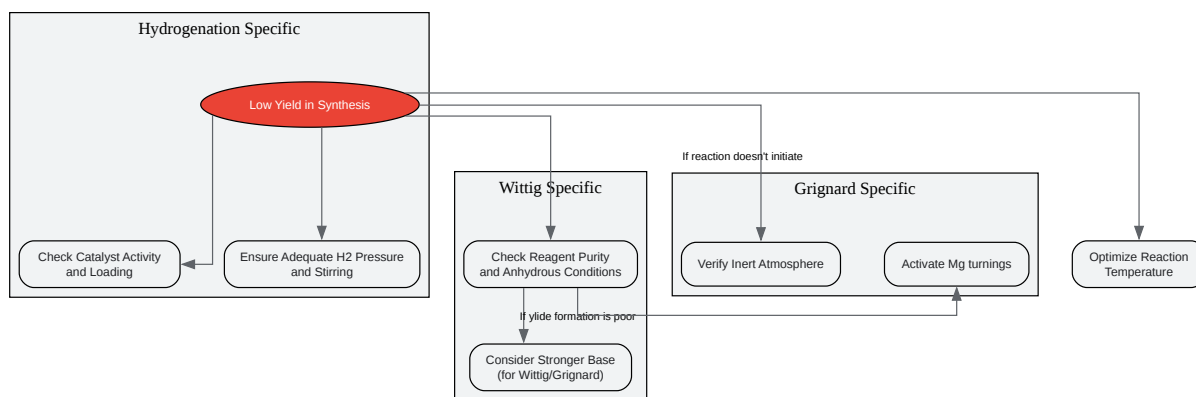 Hydrogenation Specific
Low Yield in Synthesis
If reaction doesn't initiate
Wittig Specific
Grignard Specific
Check Catalyst Activity
and Loading
Ensure Adequate H2 Pressure
and Stirring
Check Reagent Purity
and Anhydrous Conditions
Verify Inert Atmosphere
Activate Mg turnings
Optimize Reaction
Temperature
If ylide formation is poor
Consider Stronger Base
(for Wittig/Grignard)